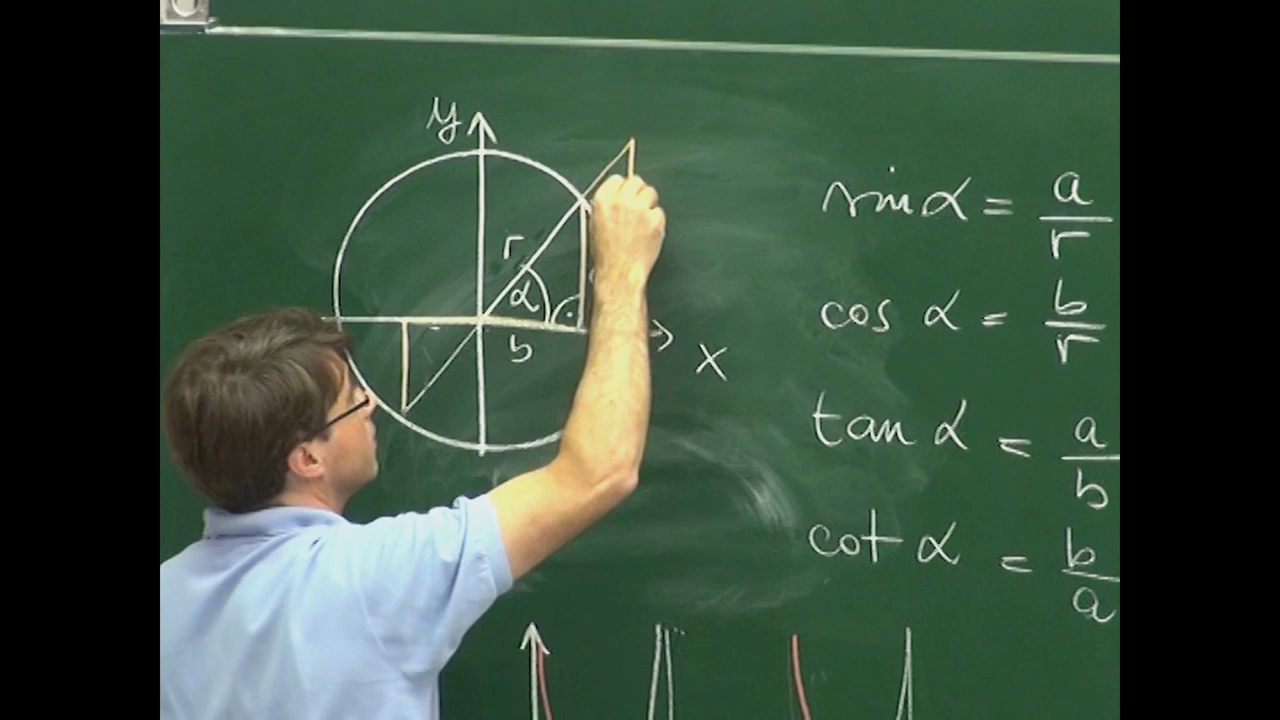 y
r
α
b
x
sin α = a/r
cos α = b/r
tan α = a/b
cot α = b/a